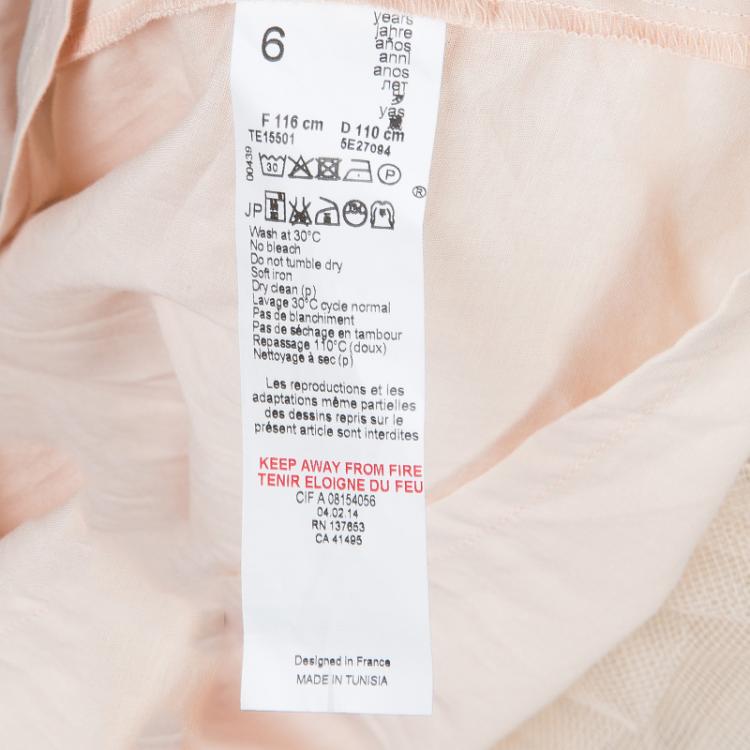 6
years
jahre
años
anni
anos
лет
yas
F 116 cm D 110 cm
TE15501 5E27094
00439
30 P
®
JP
Wash at 30°C
No bleach
Do not tumble dry
Soft iron
Dry clean (p)
Lavage 30°C cycle normal
Pas de blanchiment
Pas de séchage en tambour
Repassage 110°C (doux)
Nettoyage à sec (p)
Les reproductions et les
adaptations même partielles
des dessins repris sur le
présent article sont interdites
KEEP AWAY FROM FIRE
TENIR ELOIGNE DU FEU
CIF A 08154056
04.02.14
RN 137653
CA 41495
Designed in France
MADE IN TUNISIA